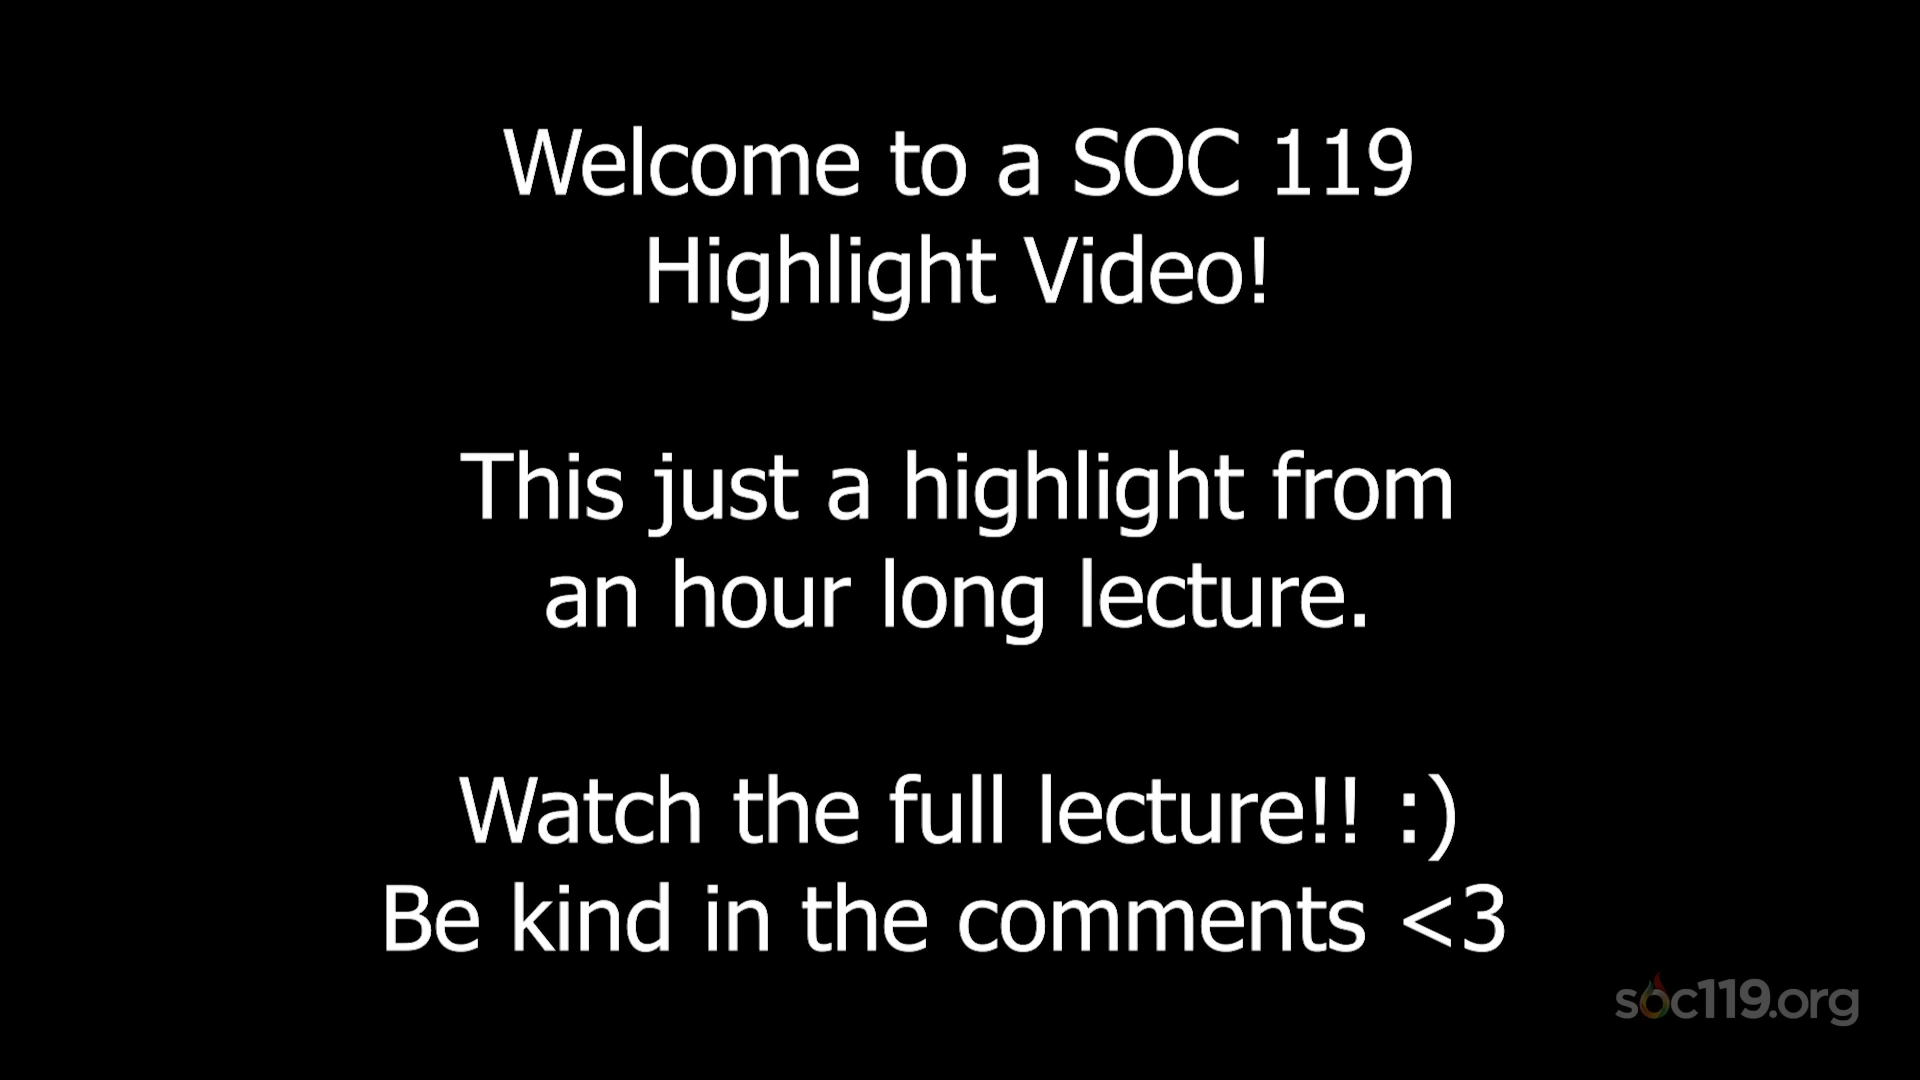 Welcome to a SOC 119
Highlight Video!
This just a highlight from
an hour long lecture.
Watch the full lecture!! :)
Be kind in the comments <3
soc119.org